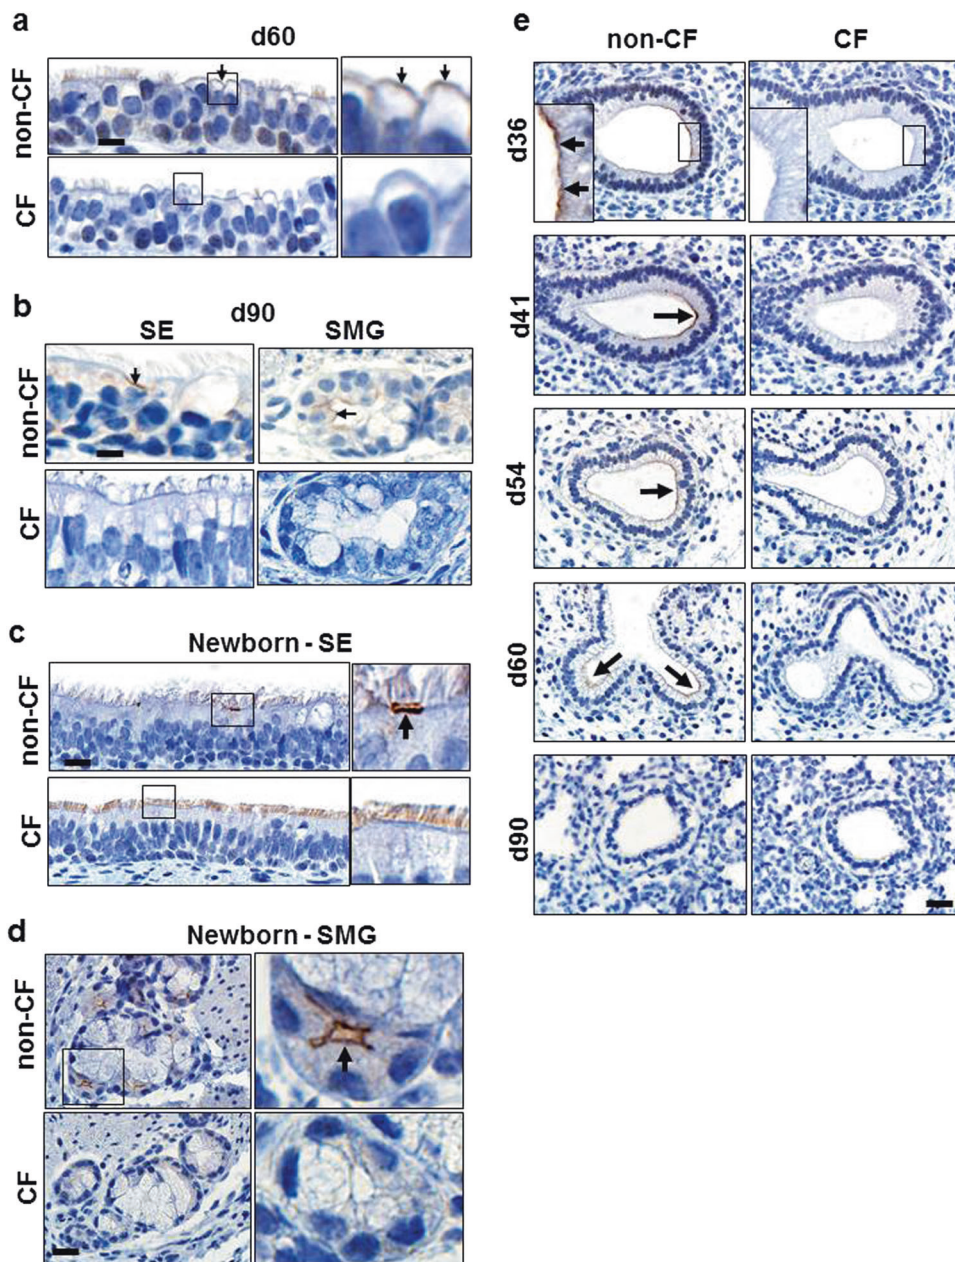 a
d60
non-CF
CF
b
d90
SE
SMG
non-CF
CF
c
Newborn - SE
non-CF
CF
d
Newborn - SMG
non-CF
CF
e
non-CF
CF
d36
d41
d54
d60
d90